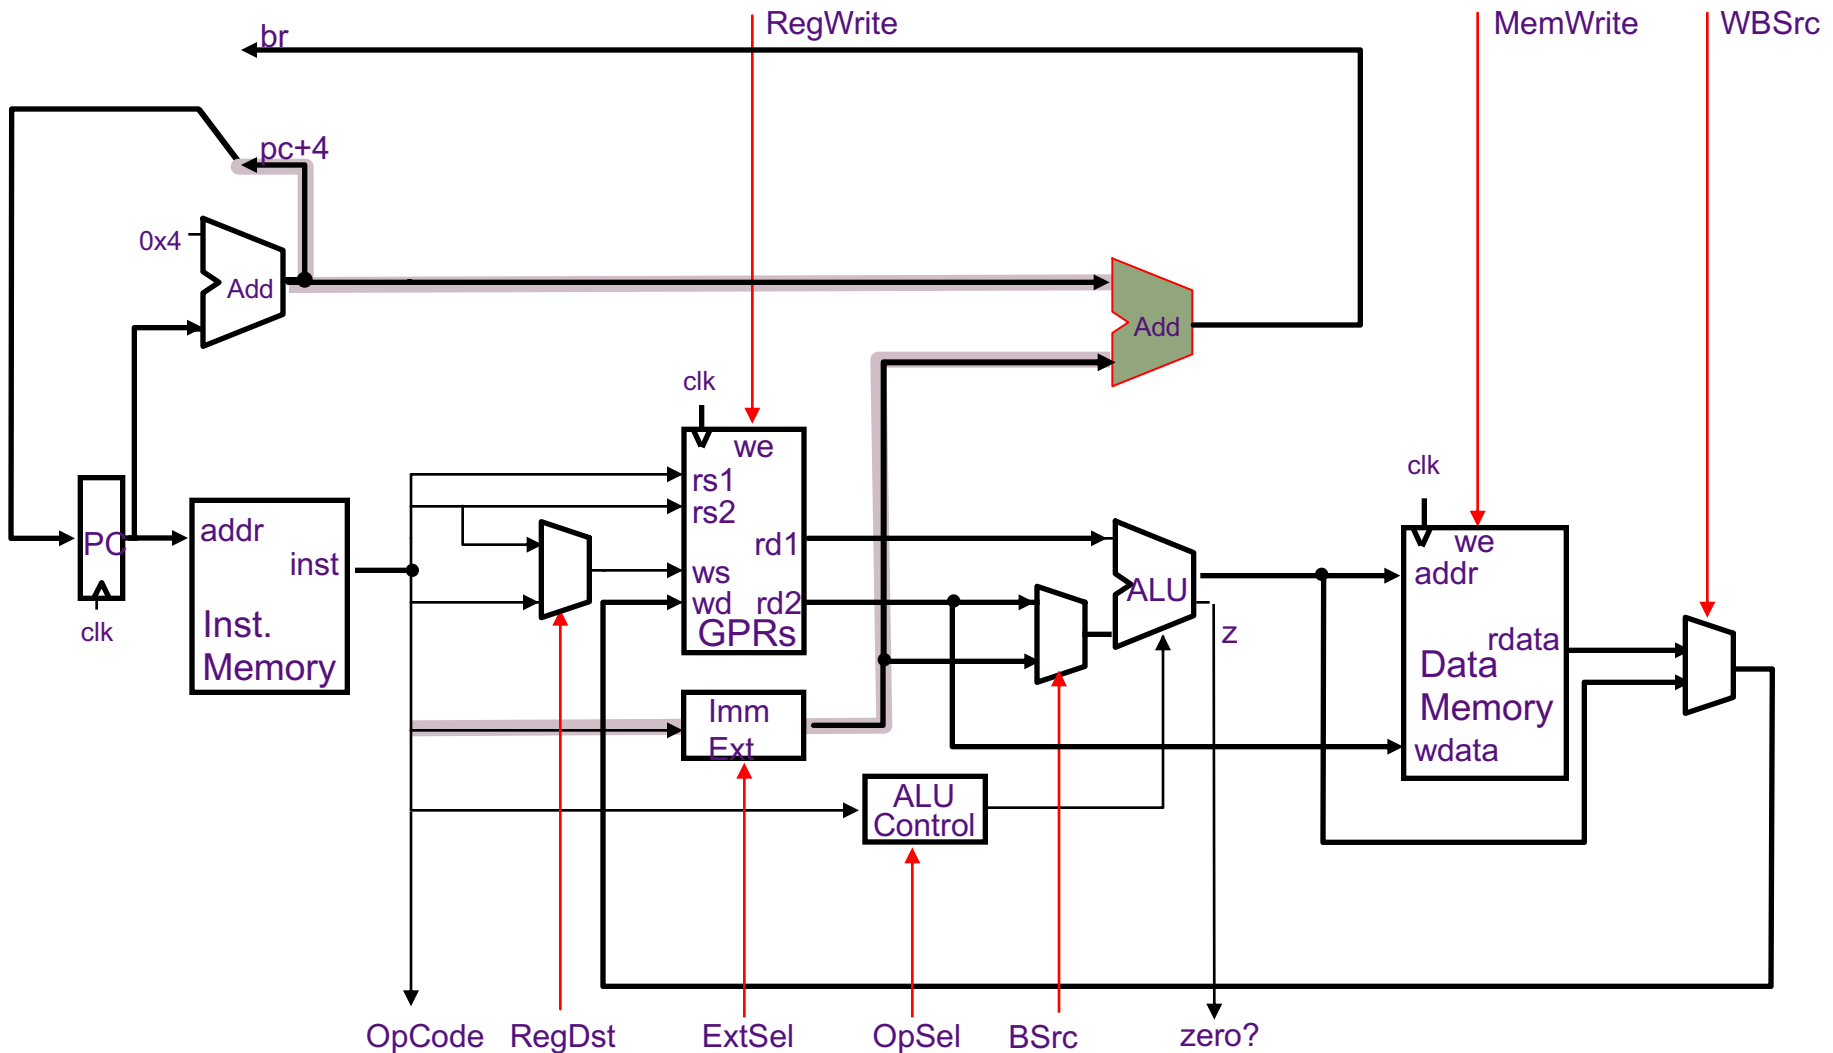 RegWrite
MemWrite
WBSrc
br
pc+4
0x4
Add
Add
clk
we
rs1
rs2
rd1
ws
wd
rd2
GPRs
clk
we
addr
rdata
Data
Memory
wdata
PC
clk
addr
inst
Inst.
Memory
ALU
z
Imm
Ext
ALU
Control
OpCode
RegDst
ExtSel
OpSel
BSrc
zero?